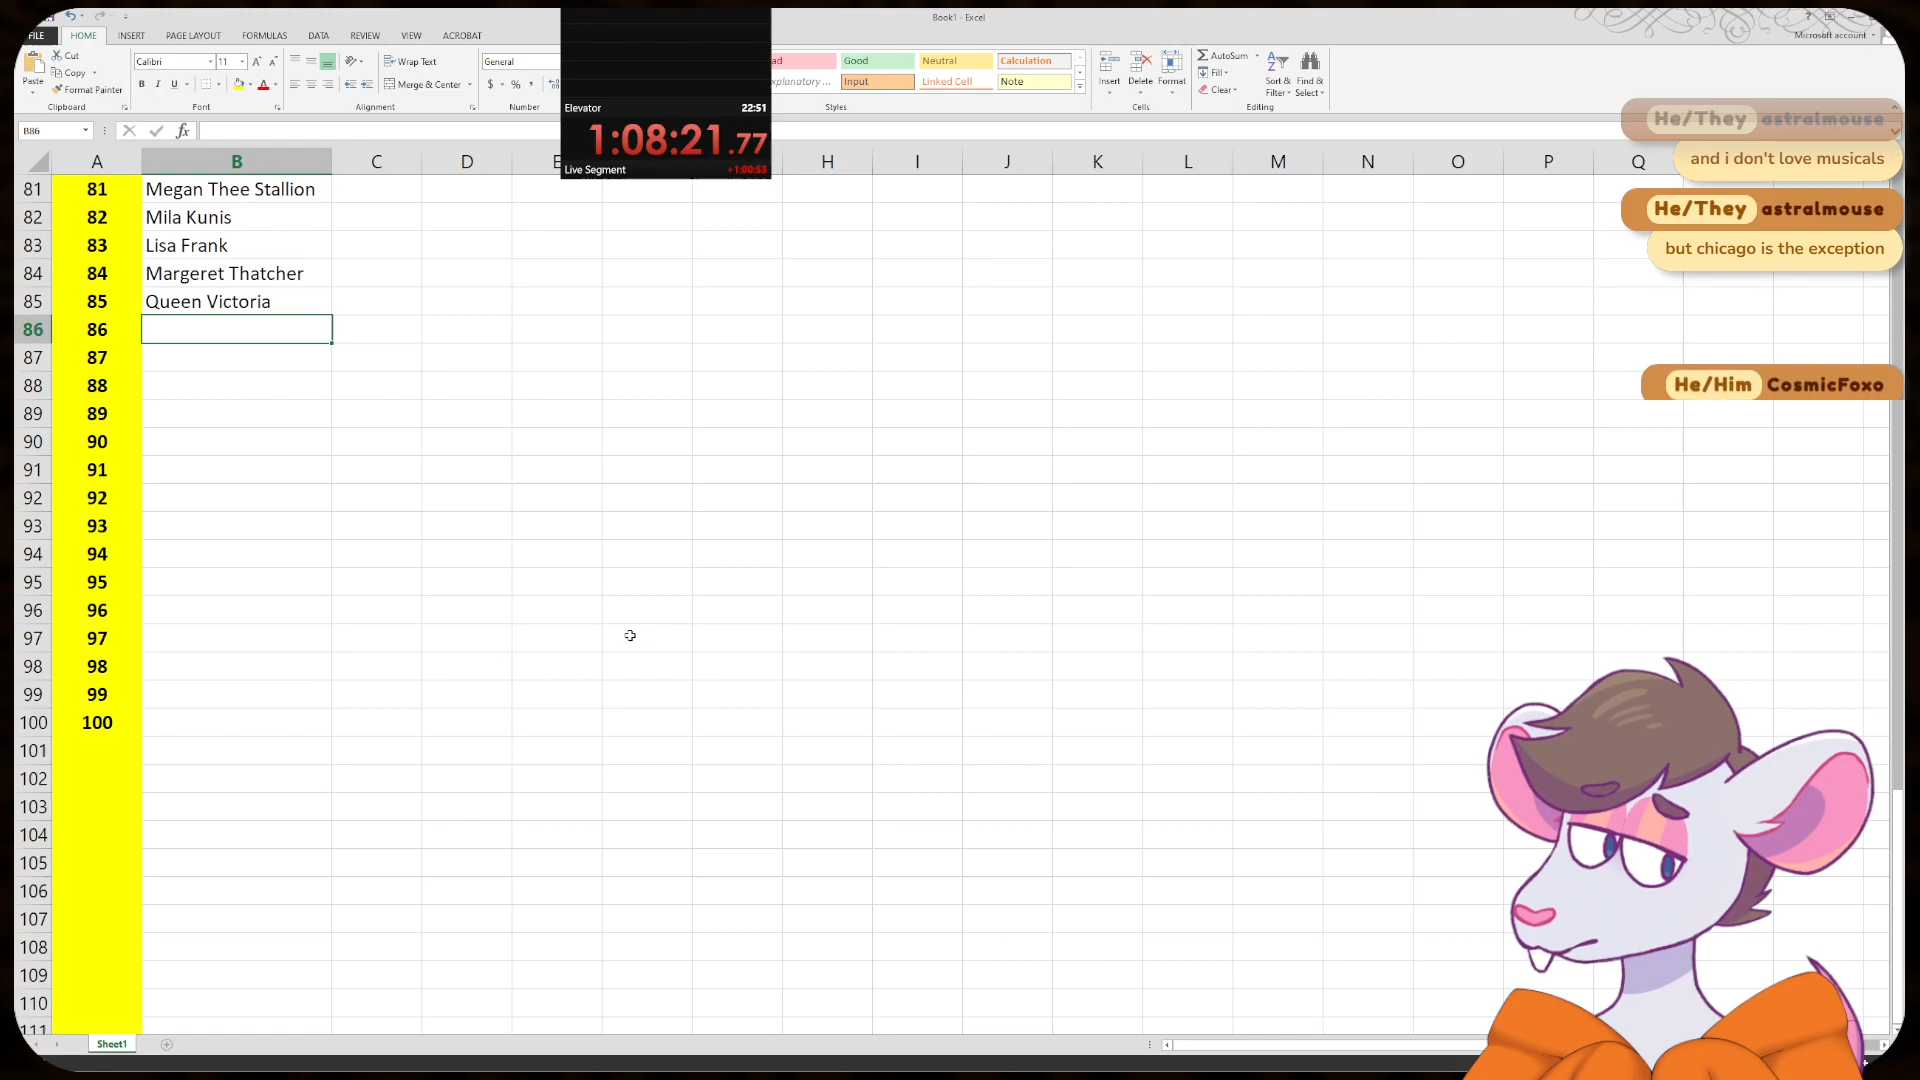 Book1 - Excel
FILE HOME INSERT PAGE LAYOUT FORMULAS DATA REVIEW VIEW ACROBAT
Microsoft account
Cut
Copy
Format Painter
Paste
Calibri 11
B I U
Wrap Text
Merge & Center
General
$ % ,
Good Neutral Calculation
Explanatory ... Input Linked Cell Note
Insert Delete Format
AutoSum
Fill
Clear
Sort & Filter
Find & Select
Clipboard Font Alignment Number Styles Cells Editing
Elevator 22:51
1:08:21.77
Live Segment +1:00:53
B86
fx
A B C D E H I J K L M N O P Q
81 81 Megan Thee Stallion
82 82 Mila Kunis
83 83 Lisa Frank
84 84 Margeret Thatcher
85 85 Queen Victoria
86 86
87 87
88 88
89 89
90 90
91 91
92 92
93 93
94 94
95 95
96 96
97 97
98 98
99 99
100 100
101
102
103
104
105
106
107
108
109
110
111
Sheet1
He/They astralmouse
and i don't love musicals
He/They astralmouse
but chicago is the exception
He/Him CosmicFoxo